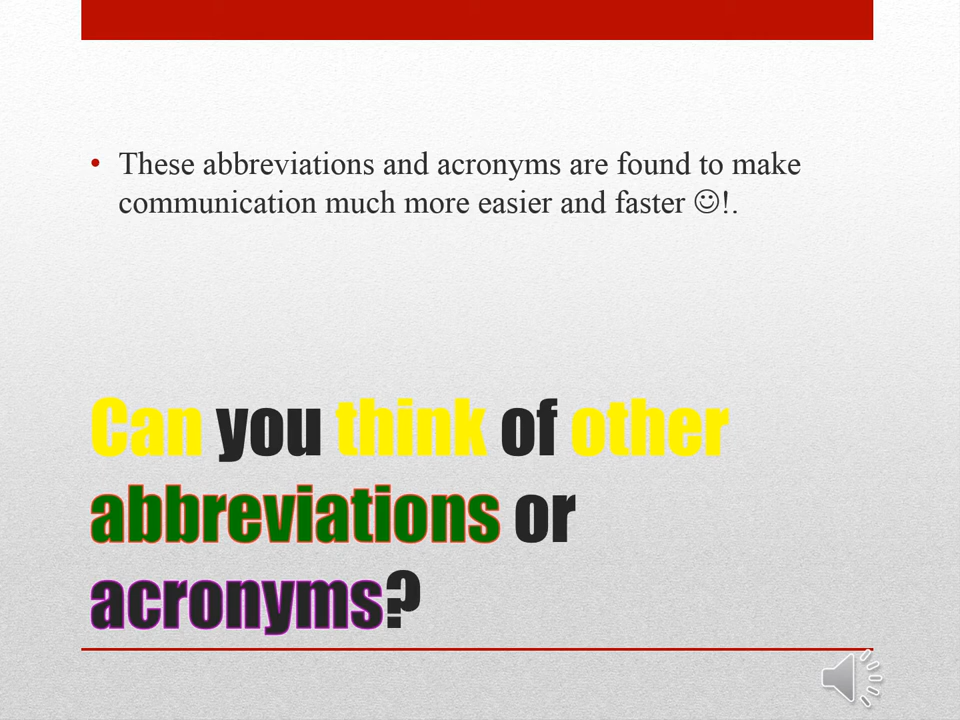 • These abbreviations and acronyms are found to make
communication much more easier and faster ☺!.
Can you think of other
abbreviations or
acronyms?